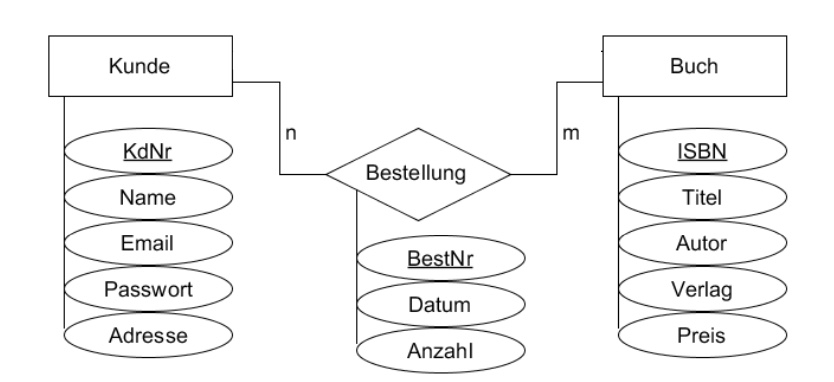 Kunde
KdNr
Name
Email
Passwort
Adresse
n
Bestellung
m
BestNr
Datum
Anzahl
Buch
ISBN
Titel
Autor
Verlag
Preis